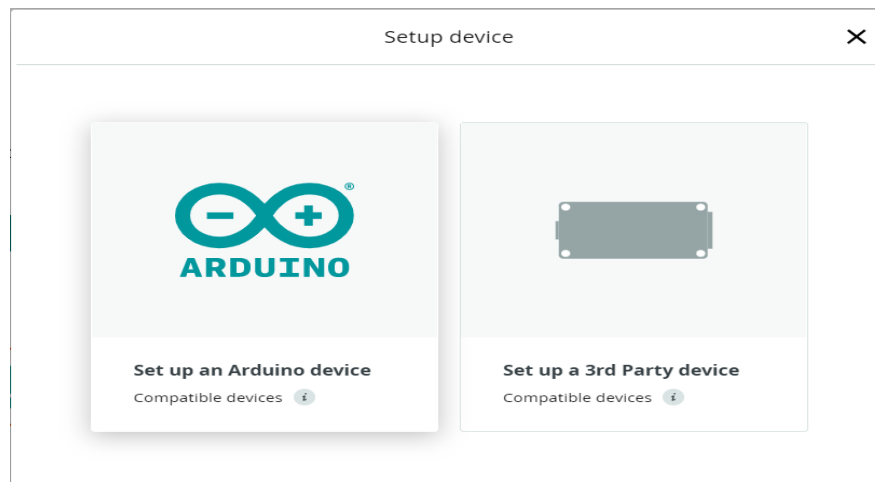 Setup device
ARDUINO
Set up an Arduino device
Compatible devices i
Set up a 3rd Party device
Compatible devices i